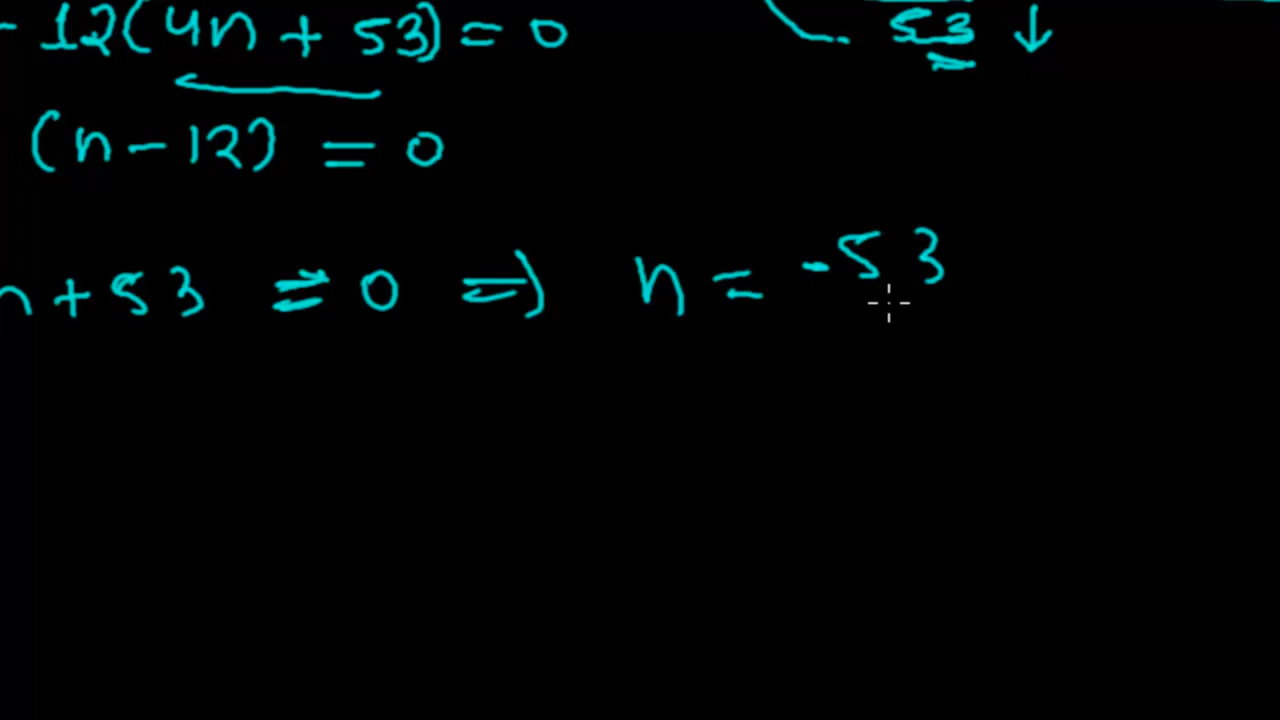 - 12(4n + 53) = 0
53 ↓
(n - 12) = 0
n + 53 = 0 ⇒ n = -53